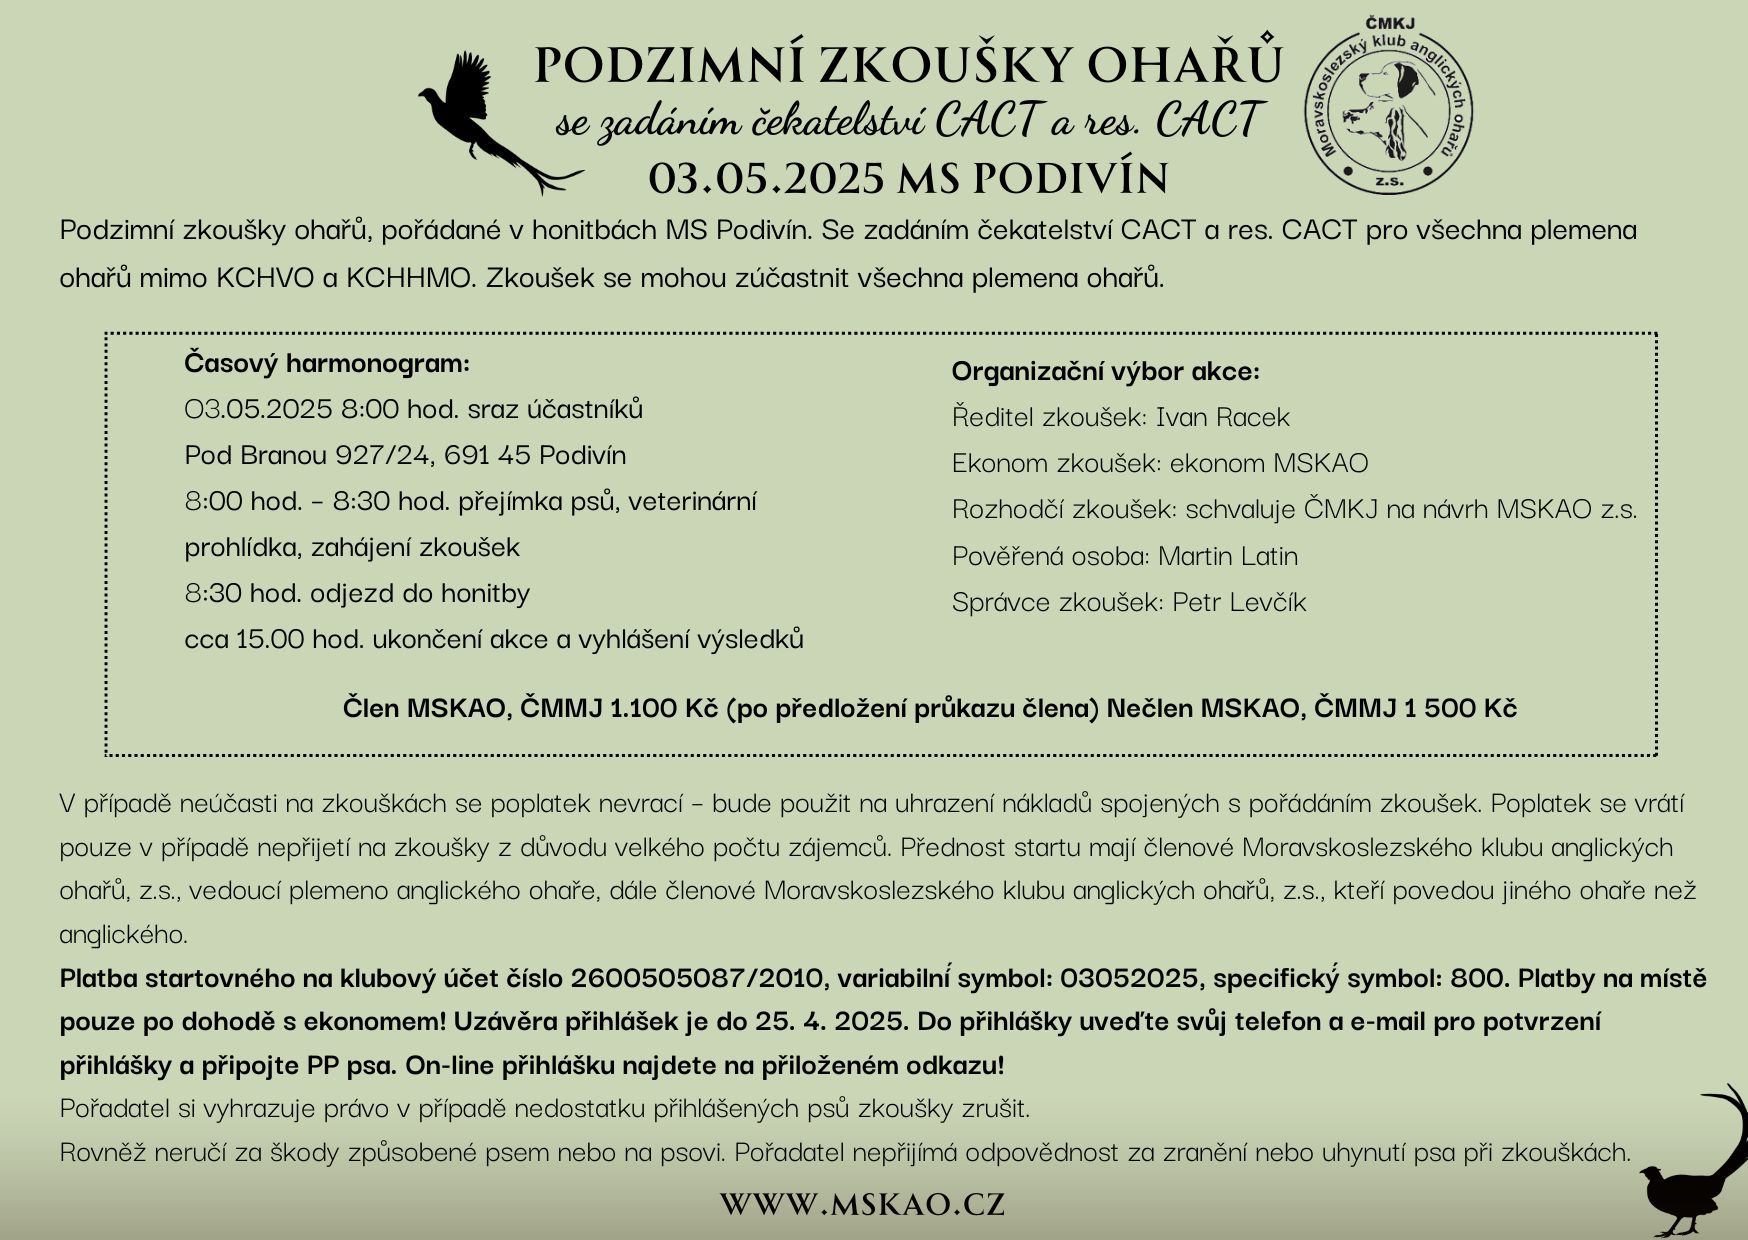 PODZIMNÍ ZKOUŠKY OHAŘŮ
se zadáním čekatelství CACT a res. CACT
03.05.2025 MS PODIVÍN
ČMKJ
Moravskoslezský klub anglických ohařů
z.s.
Podzimní zkoušky ohařů, pořádané v honitbách MS Podivín. Se zadáním čekatelství CACT a res. CACT pro všechna plemena
ohařů mimo KCHVO a KCHHMO. Zkoušek se mohou zúčastnit všechna plemena ohařů.
Časový harmonogram:
03.05.2025 8:00 hod. sraz účastníků
Pod Branou 927/24, 691 45 Podivín
8:00 hod. – 8:30 hod. přejímka psů, veterinární
prohlídka, zahájení zkoušek
8:30 hod. odjezd do honitby
cca 15.00 hod. ukončení akce a vyhlášení výsledků
Organizační výbor akce:
Ředitel zkoušek: Ivan Racek
Ekonom zkoušek: ekonom MSKAO
Rozhodčí zkoušek: schvaluje ČMKJ na návrh MSKAO z.s.
Pověřená osoba: Martin Latin
Správce zkoušek: Petr Levčík
Člen MSKAO, ČMMJ 1.100 Kč (po předložení průkazu člena) Nečlen MSKAO, ČMMJ 1 500 Kč
V případě neúčasti na zkouškách se poplatek nevrací – bude použit na uhrazení nákladů spojených s pořádáním zkoušek. Poplatek se vrátí
pouze v případě nepřijetí na zkoušky z důvodu velkého počtu zájemců. Přednost startu mají členové Moravskoslezského klubu anglických
ohařů, z.s., vedoucí plemeno anglického ohaře, dále členové Moravskoslezského klubu anglických ohařů, z.s., kteří povedou jiného ohaře než
anglického.
Platba startovného na klubový účet číslo 2600505087/2010, variabilní symbol: 03052025, specifický symbol: 800. Platby na místě
pouze po dohodě s ekonomem! Uzávěra přihlášek je do 25. 4. 2025. Do přihlášky uveďte svůj telefon a e-mail pro potvrzení
přihlášky a připojte PP psa. On-line přihlášku najdete na přiloženém odkazu!
Pořadatel si vyhrazuje právo v případě nedostatku přihlášených psů zkoušky zrušit.
Rovněž neručí za škody způsobené psem nebo na psovi. Pořadatel nepřijímá odpovědnost za zranění nebo uhynutí psa při zkouškách.
WWW.MSKAO.CZ